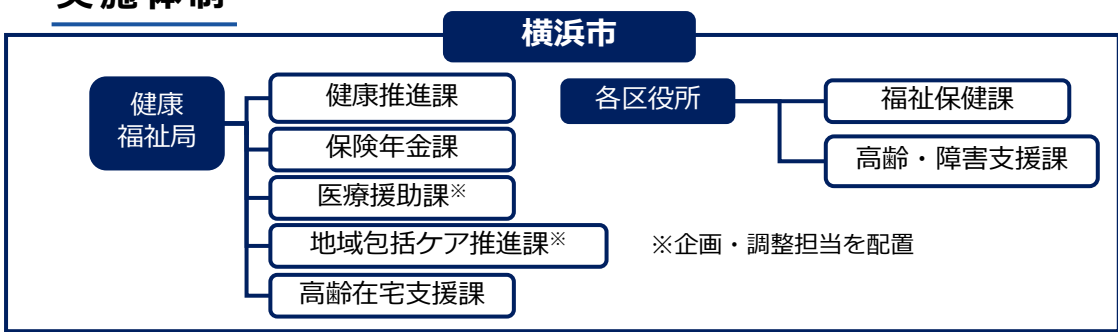 実施体制
横浜市
健康
福祉局
健康推進課
保険年金課
医療援助課※
地域包括ケア推進課※
高齢在宅支援課
各区役所
福祉保健課
高齢・障害支援課
※企画・調整担当を配置